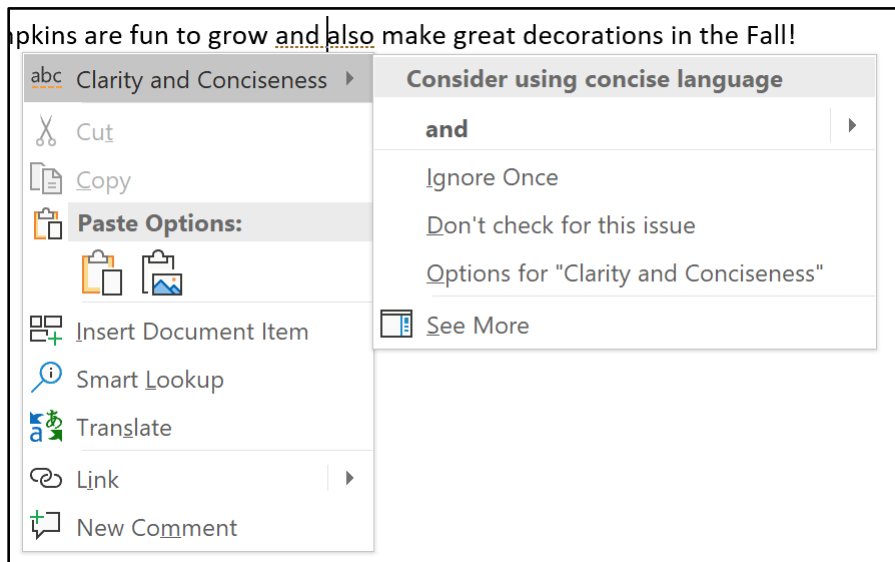 pkins are fun to grow and also make great decorations in the Fall!
abc Clarity and Conciseness
Cut
Copy
Paste Options:
Insert Document Item
Smart Lookup
Translate
Link
New Comment
Consider using concise language
and
Ignore Once
Don't check for this issue
Options for "Clarity and Conciseness"
See More